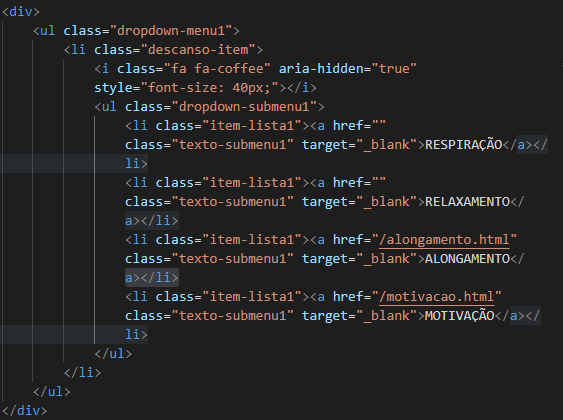 <div>
<ul class="dropdown-menu1">
<li class="descanso-item">
<i class="fa fa-coffee" aria-hidden="true"
style="font-size: 40px;"></i>
<ul class="dropdown-submenu1">
<li class="item-lista1"><a href=""
class="texto-submenu1" target="_blank">RESPIRAÇÃO</a></
li>
<li class="item-lista1"><a href=""
class="texto-submenu1" target="_blank">RELAXAMENTO</
a></li>
<li class="item-lista1"><a href="/alongamento.html"
class="texto-submenu1" target="_blank">ALONGAMENTO</
a></li>
<li class="item-lista1"><a href="/motivacao.html"
class="texto-submenu1" target="_blank">MOTIVAÇÃO</a></
li>
</ul>
</li>
</ul>
</div>